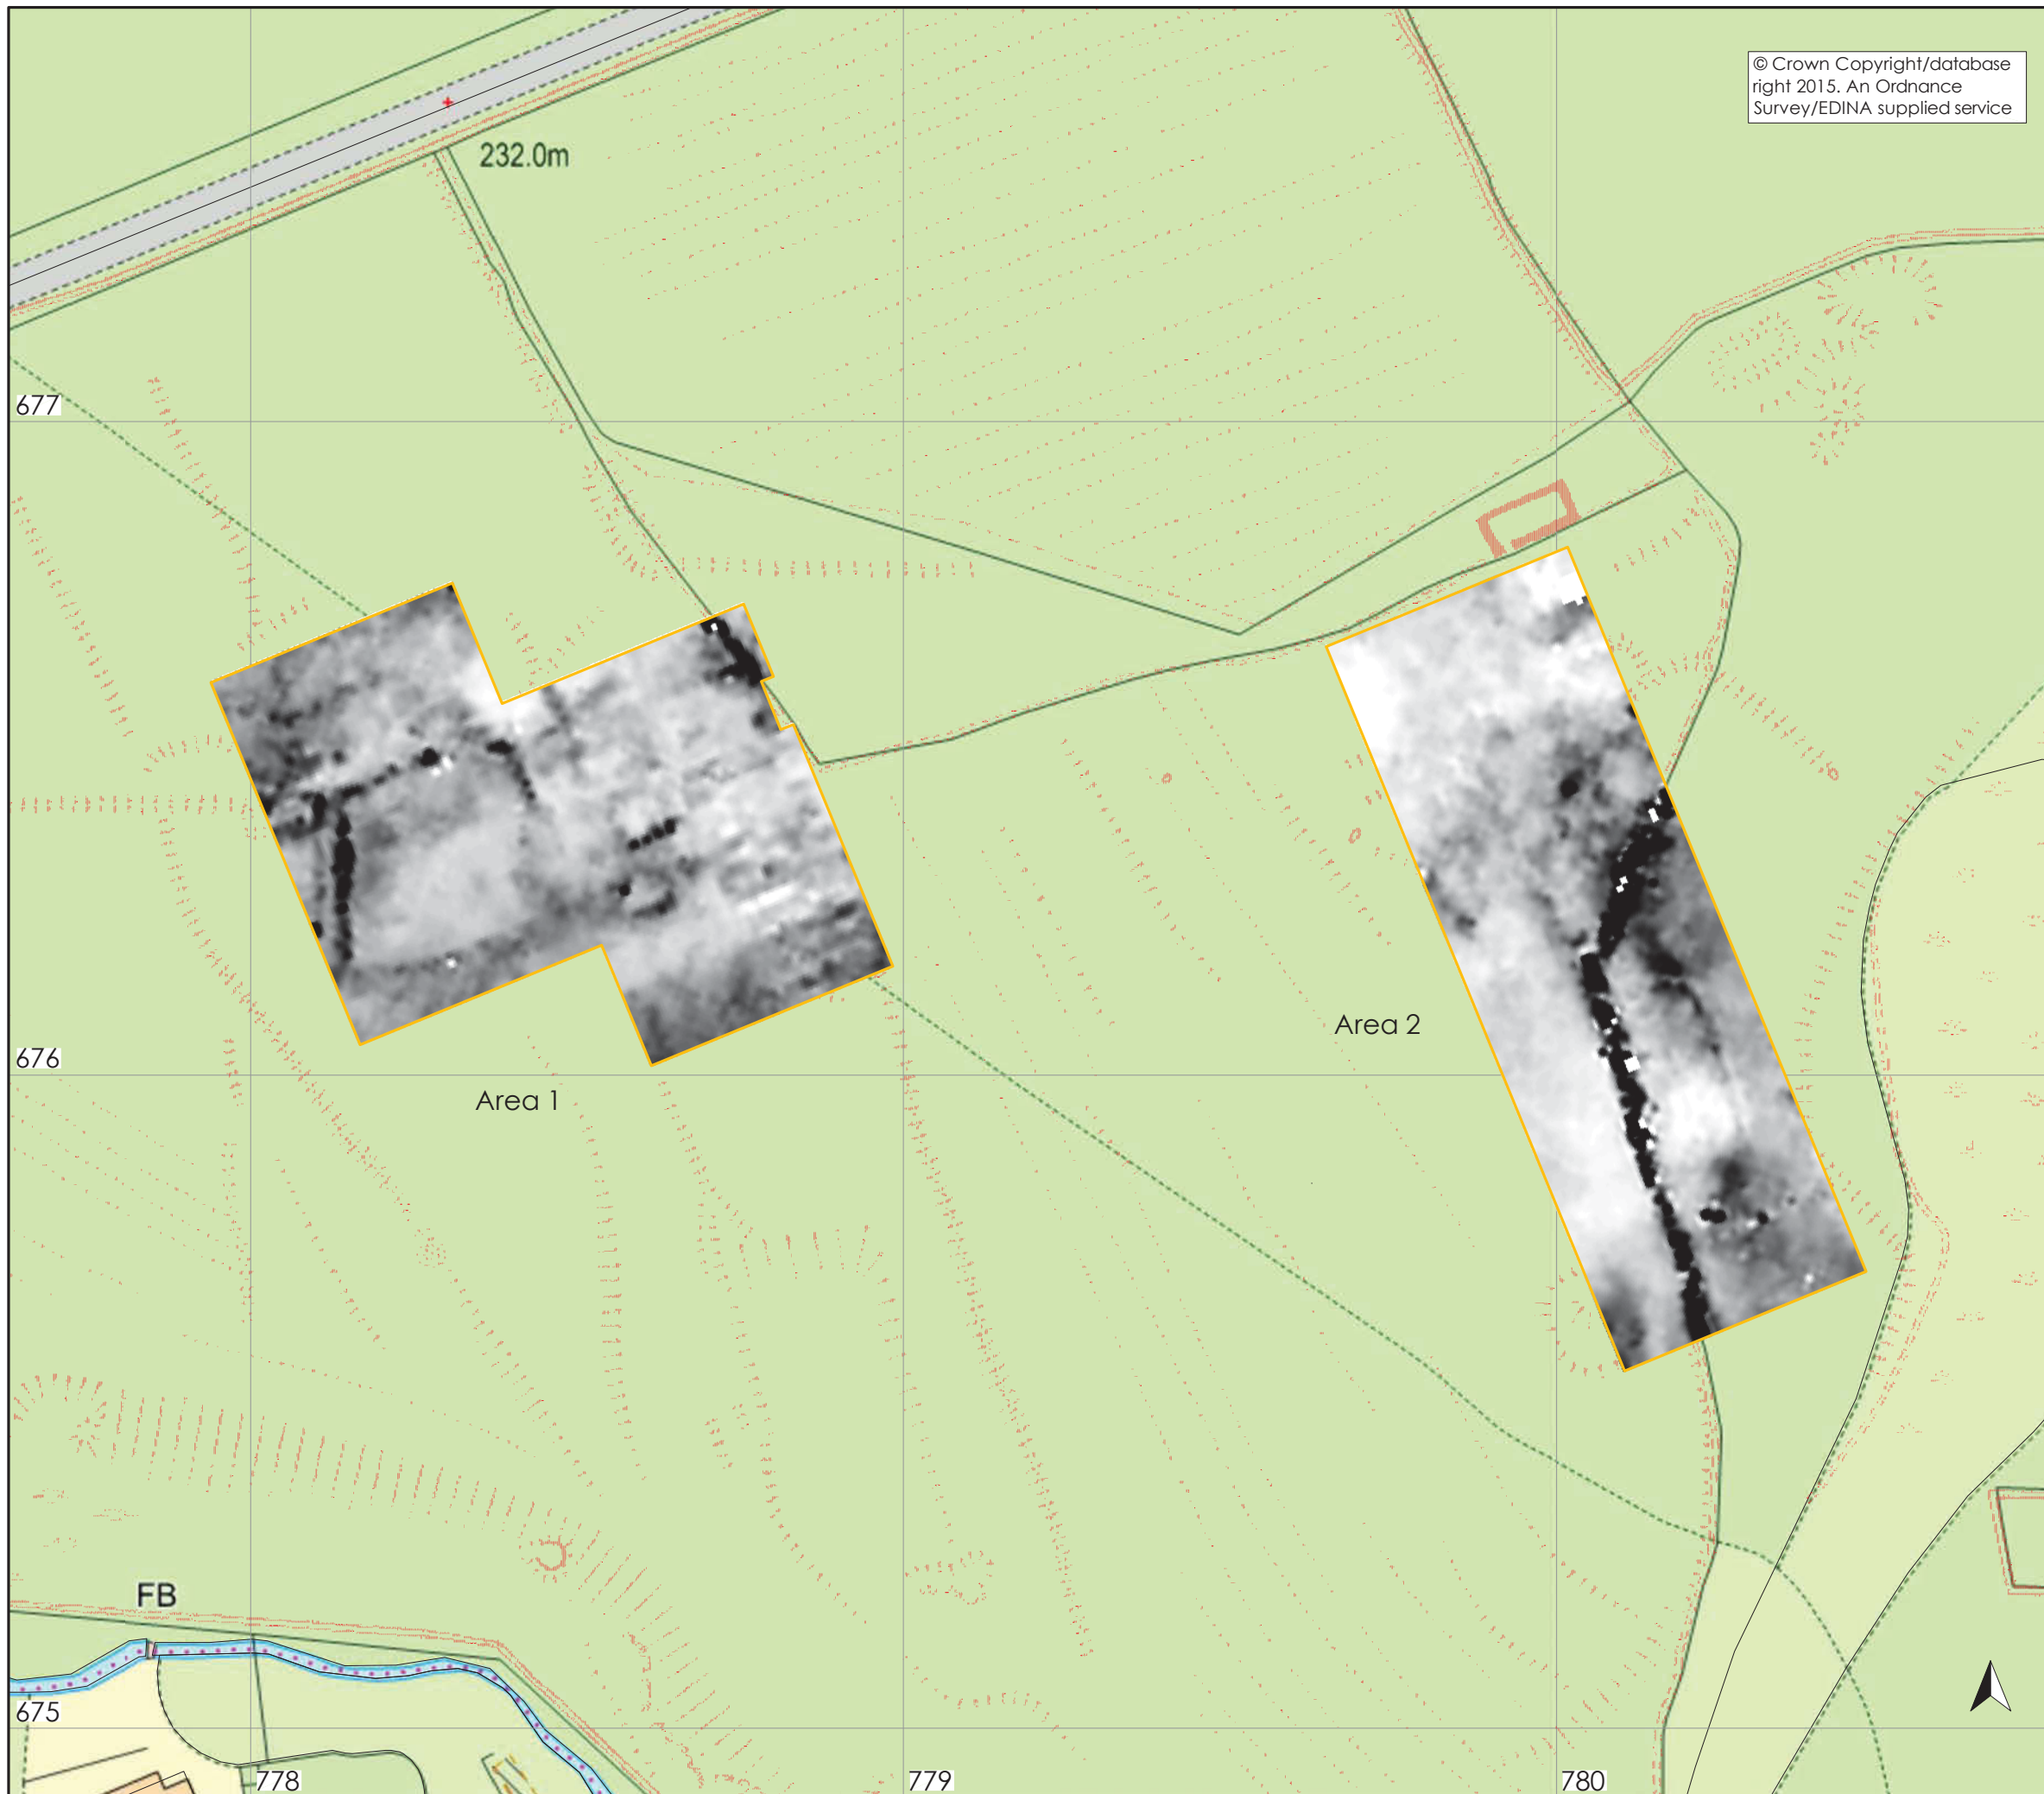 © Crown Copyright/database
right 2015. An Ordnance
Survey/EDINA supplied service
232.0m
677
Area 2
676
Area 1
FB
675
778
779
780